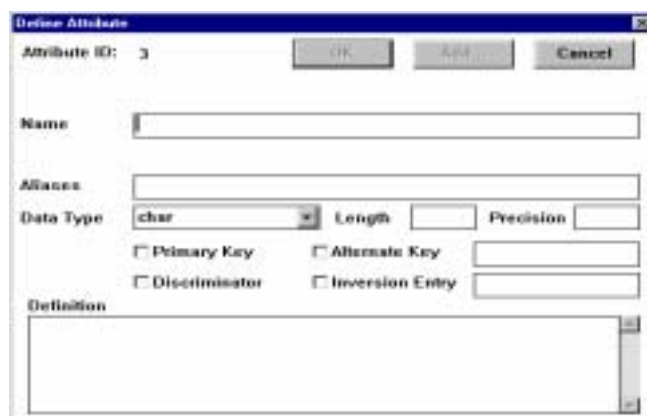 Define Attribute
Attribute ID: 3 OK Add Cancel
Name
Aliases
Data Type char Length Precision
Primary Key Alternate Key
Discriminator Inversion Entry
Definition